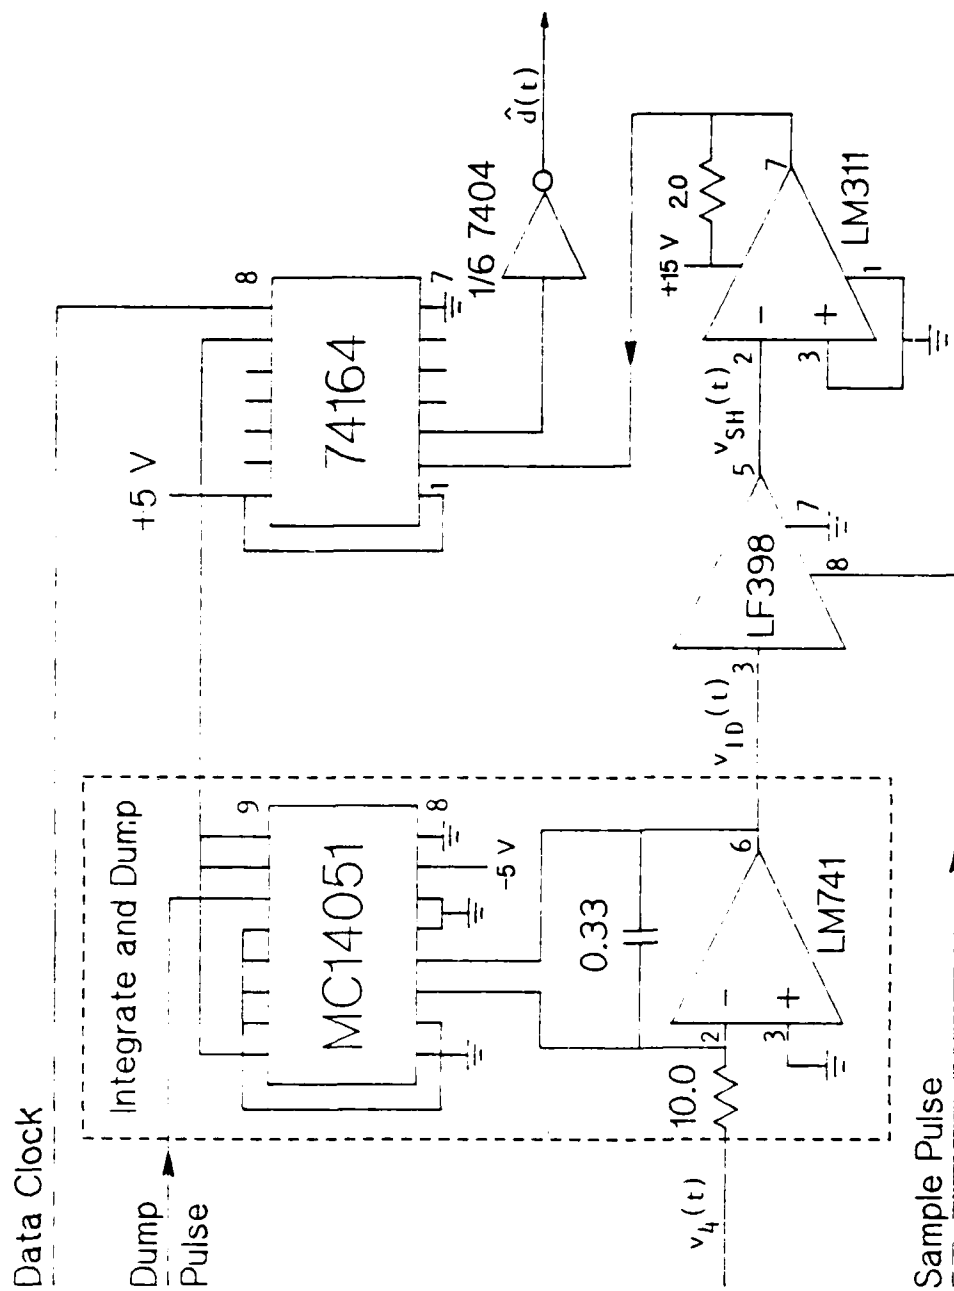 Data Clock
Dump
Pulse
Integrate and Dump
9
MC14051
8
-5 V
0.33
10.0
2
3
-
+
6
LM741
v4(t)
vID(t)
3
LF398
5
7
8
vSH(t)
Sample Pulse
+5 V
8
74164
1
7
1/6 7404
d̂(t)
+15 V
2.0
2
3
-
+
7
1
LM311